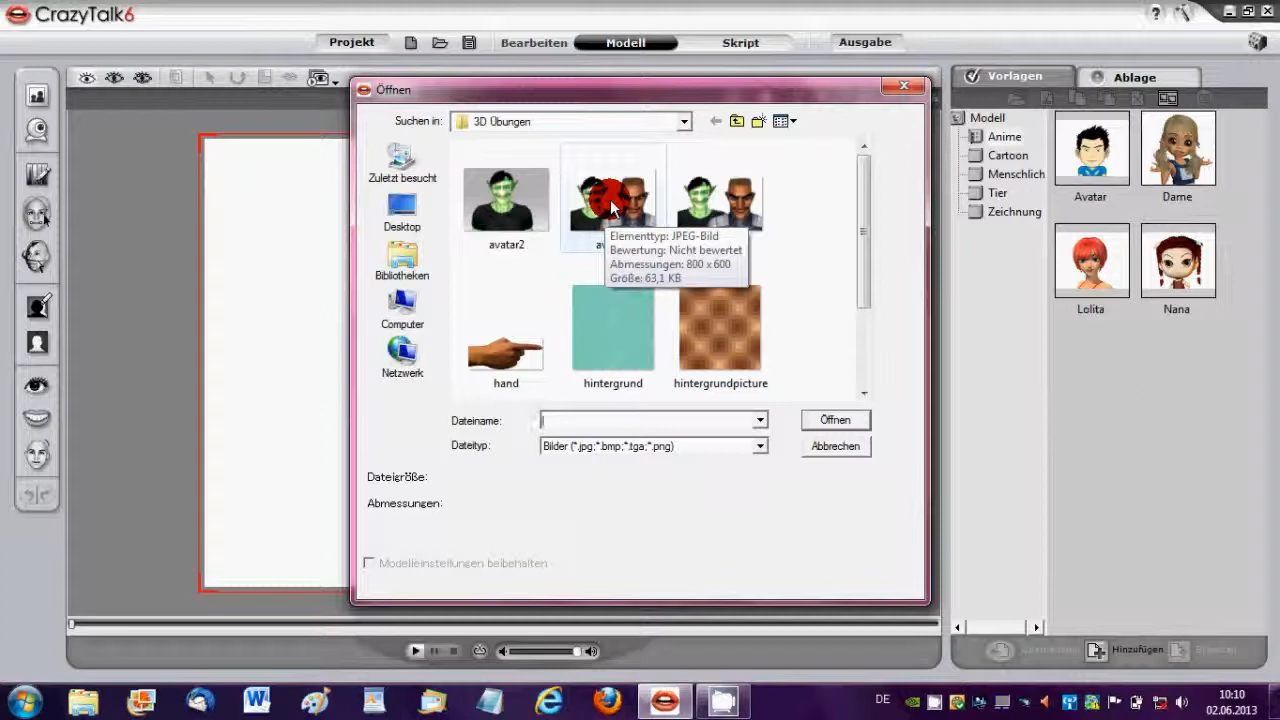 CrazyTalk6
Projekt
Bearbeiten
Modell
Skript
Ausgabe
Öffnen
Suchen in:
3D Übungen
Zuletzt besucht
Desktop
Bibliotheken
Computer
Netzwerk
avatar2
Elementtyp: JPEG-Bild
Bewertung: Nicht bewertet
Abmessungen: 800 x 600
Größe: 63,1 KB
hand
hintergrund
hintergrundpicture
Dateiname:
Öffnen
Dateityp:
Bilder (*.jpg;*.bmp;*.tga;*.png)
Abbrechen
Dateigröße:
Abmessungen:
Modelleinstellungen beibehalten
Vorlagen
Ablage
Modell
Anime
Cartoon
Menschlich
Tier
Zeichnung
Avatar
Dame
Lolita
Nana
Hinzufügen
DE
10:10
02.06.2013